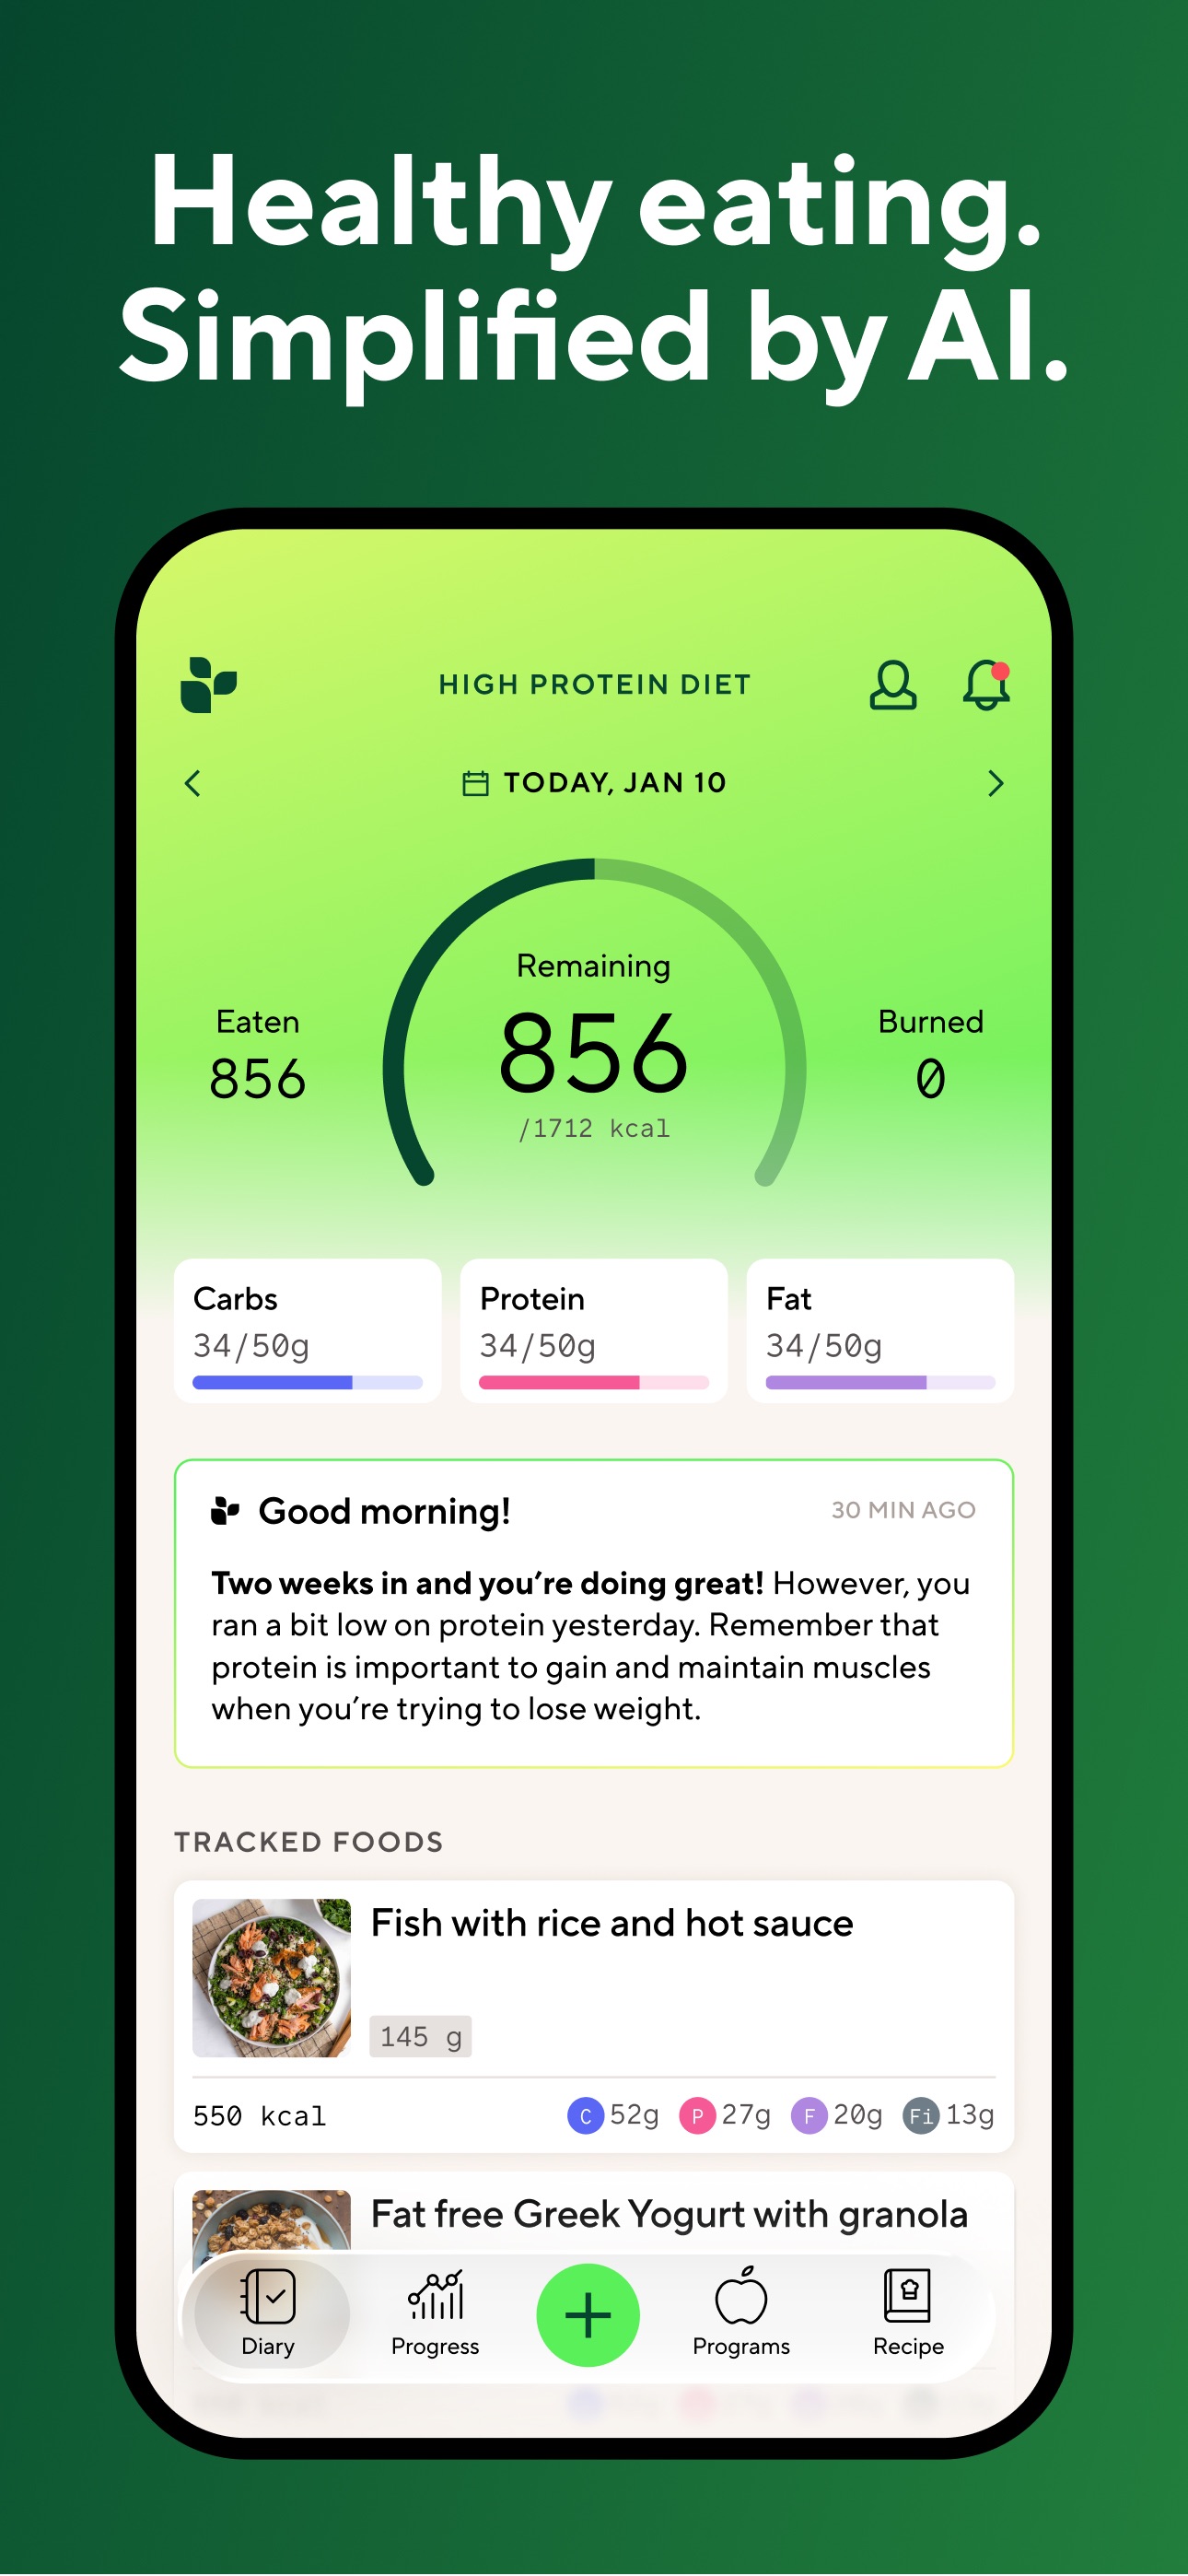 Healthy eating.
Simplified by AI.
HIGH PROTEIN DIET
TODAY, JAN 10
Remaining
Eaten
856
Burned
856
0
/1712 kcal
Carbs
34/50g
Protein
34/50g
Fat
34/50g
Good morning!
30 MIN AGO
Two weeks in and you’re doing great! However, you
ran a bit low on protein yesterday. Remember that
protein is important to gain and maintain muscles
when you’re trying to lose weight.
TRACKED FOODS
Fish with rice and hot sauce
145 g
550 kcal
C 52g P 27g F 20g Fi 13g
Fat free Greek Yogurt with granola
Diary
Progress
+
Programs
Recipe